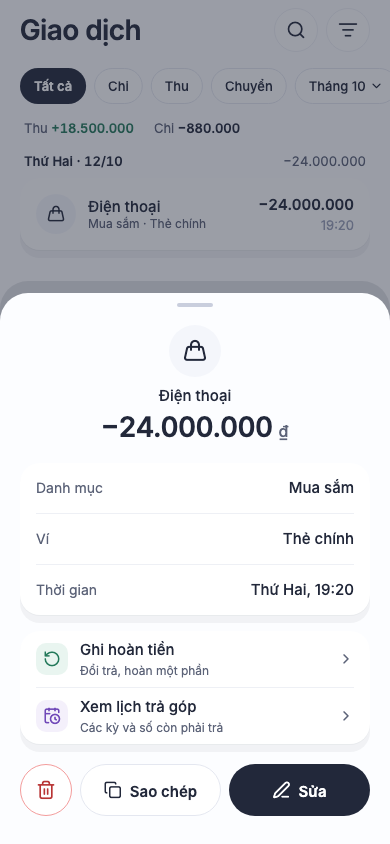 Giao dịch
Tất cả
Chi
Thu
Chuyển
Tháng 10
Thu +18.500.000 Chi −880.000
Thứ Hai · 12/10 −24.000.000
Điện thoại −24.000.000
Mua sắm · Thẻ chính 19:20
Điện thoại
−24.000.000 ₫
Danh mục Mua sắm
Ví Thẻ chính
Thời gian Thứ Hai, 19:20
Ghi hoàn tiền
Đổi trả, hoàn một phần
Xem lịch trả góp
Các kỳ và số còn phải trả
Sao chép
Sửa